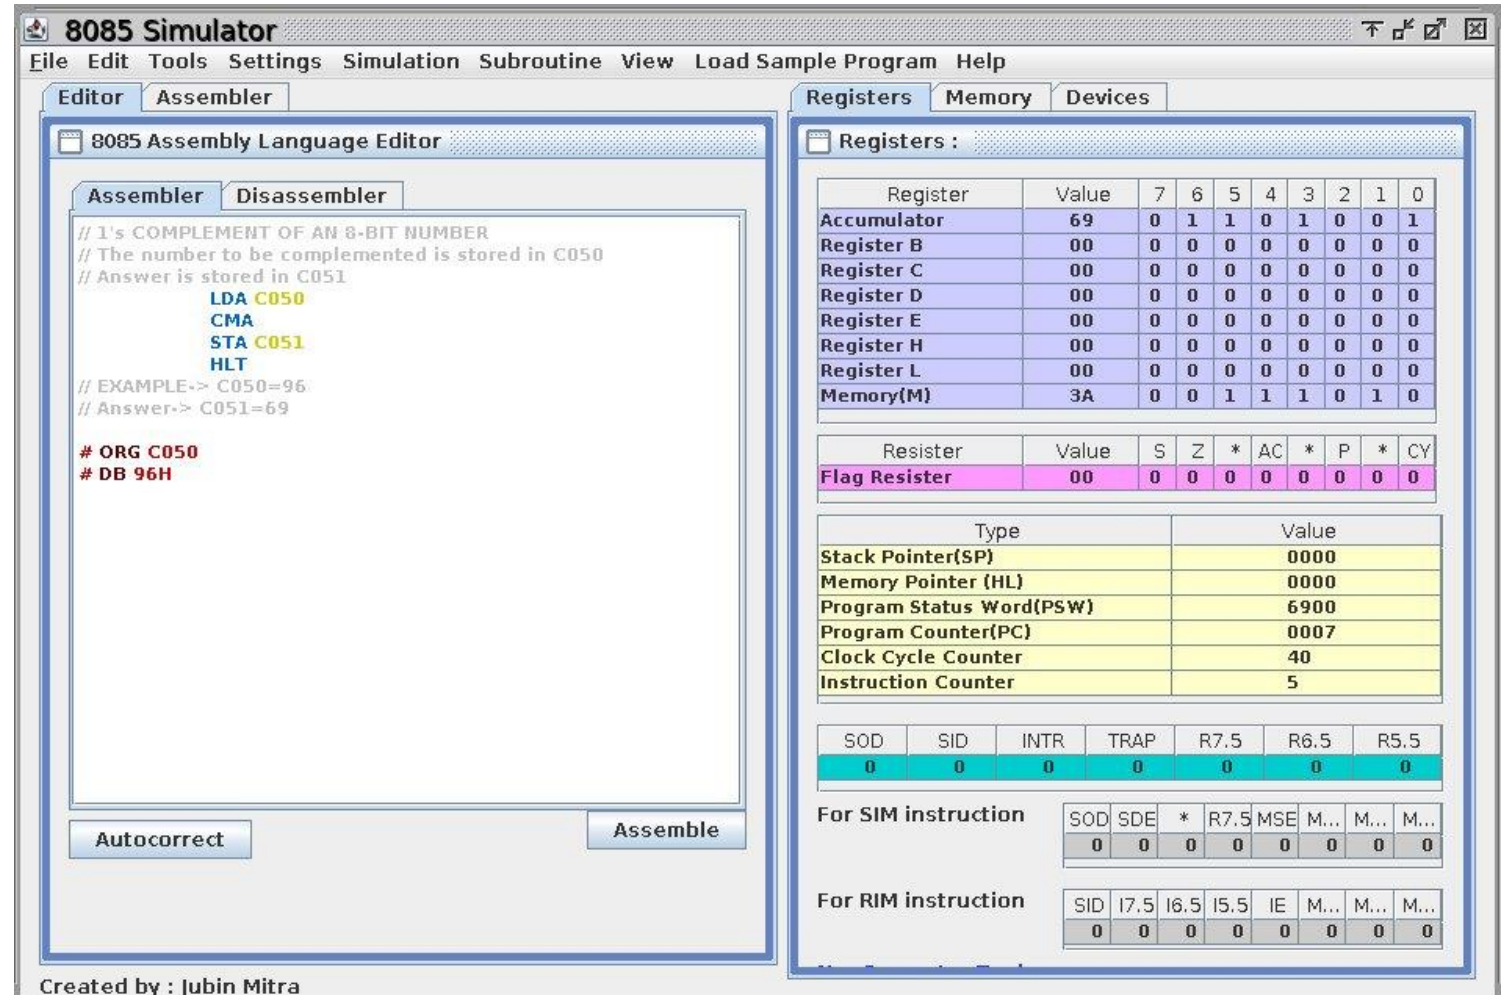 8085 Simulator
File Edit Tools Settings Simulation Subroutine View Load Sample Program Help
Editor Assembler
8085 Assembly Language Editor
Assembler Disassembler
// 1's COMPLEMENT OF AN 8-BIT NUMBER
// The number to be complemented is stored in C050
// Answer is stored in C051
LDA C050
CMA
STA C051
HLT
// EXAMPLE-> C050=96
// Answer-> C051=69
# ORG C050
# DB 96H
Autocorrect
Assemble
Created by : Jubin Mitra
Registers Memory Devices
Registers :
Register Value 7 6 5 4 3 2 1 0
Accumulator 69 0 1 1 0 1 0 0 1
Register B 00 0 0 0 0 0 0 0 0
Register C 00 0 0 0 0 0 0 0 0
Register D 00 0 0 0 0 0 0 0 0
Register E 00 0 0 0 0 0 0 0 0
Register H 00 0 0 0 0 0 0 0 0
Register L 00 0 0 0 0 0 0 0 0
Memory(M) 3A 0 0 1 1 1 0 1 0
Resister Value S Z * AC * P * CY
Flag Resister 00 0 0 0 0 0 0 0 0
Type Value
Stack Pointer(SP) 0000
Memory Pointer (HL) 0000
Program Status Word(PSW) 6900
Program Counter(PC) 0007
Clock Cycle Counter 40
Instruction Counter 5
SOD SID INTR TRAP R7.5 R6.5 R5.5
0 0 0 0 0 0 0
For SIM instruction
SOD SDE * R7.5 MSE M... M... M...
0 0 0 0 0 0 0 0
For RIM instruction
SID I7.5 I6.5 I5.5 IE M... M... M...
0 0 0 0 0 0 0 0